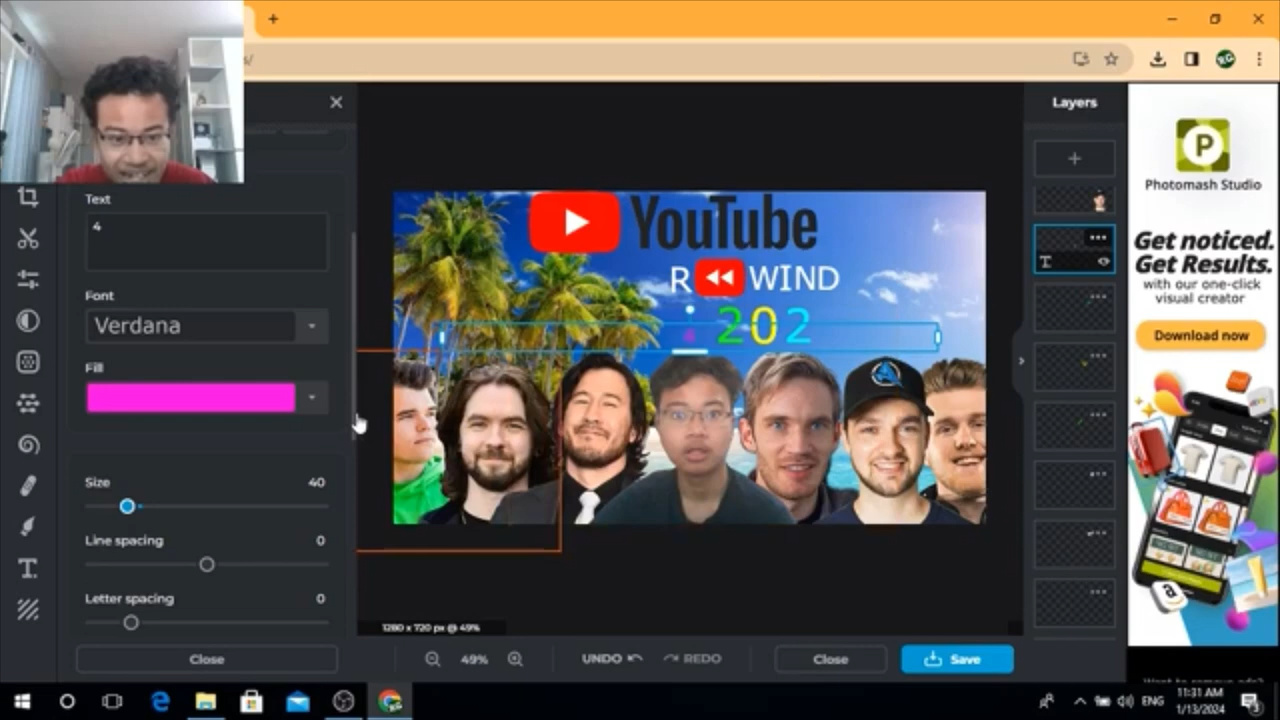 Layers
Text
4
Font
Verdana
Fill
Size 40
Line spacing 0
Letter spacing 0
Close
YouTube
R WIND
202
T
1280 x 720 px @ 49%
49%
UNDO
REDO
Close
Save
P
Photomash Studio
Get noticed.
Get Results.
with our one-click
visual creator
Download now
RG
ENG
11:31 AM
1/13/2024